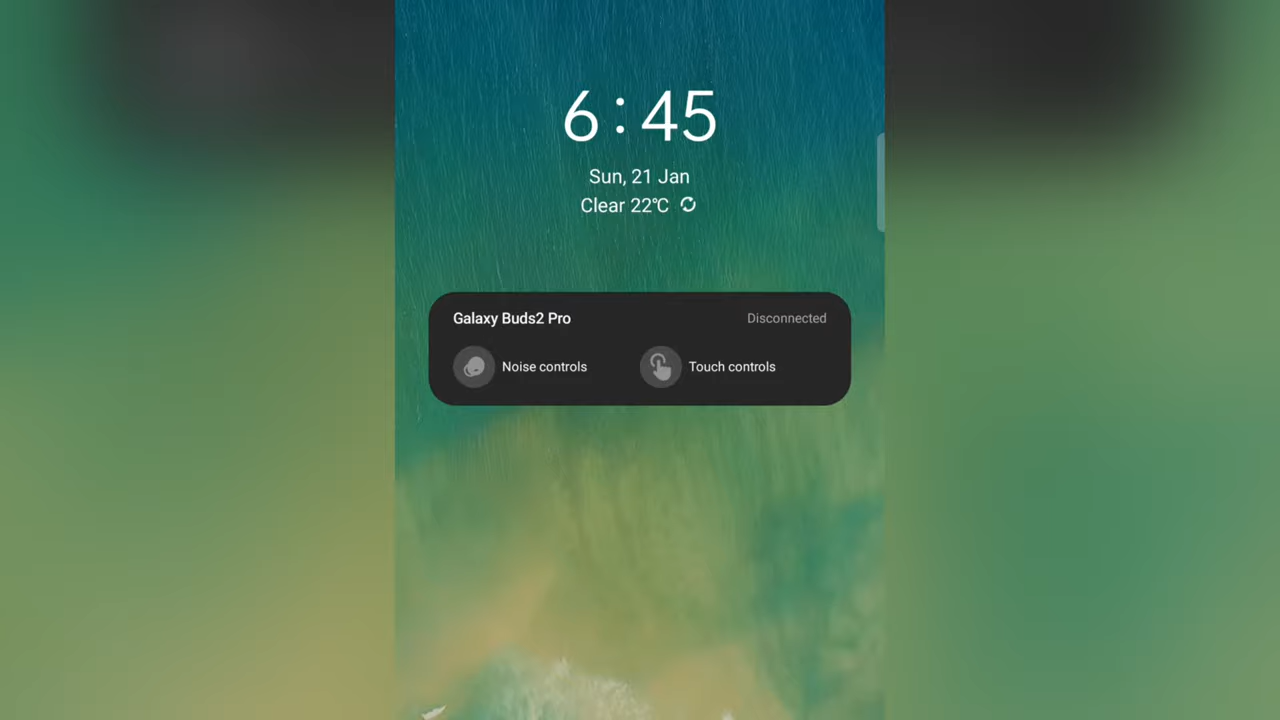 6:45
Sun, 21 Jan
Clear 22°C
Galaxy Buds2 Pro
Disconnected
Noise controls
Touch controls